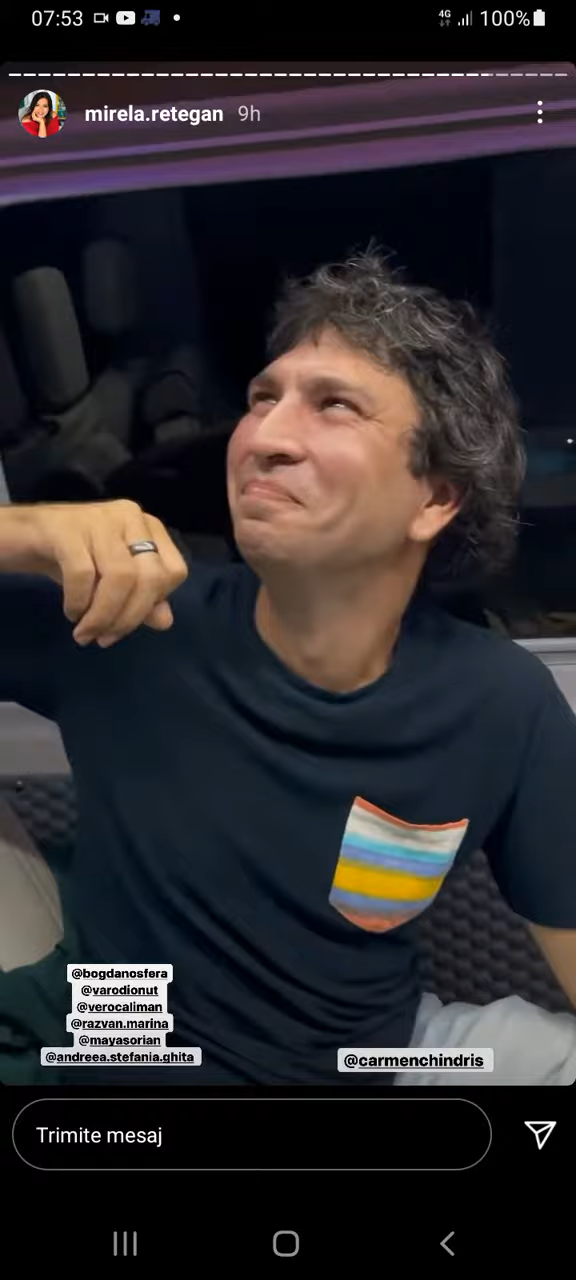 07:53
4G
100%
mirela.retegan 9h
@bogdanosfera
@varodionut
@verocaliman
@razvan.marina
@mayasorian
@andreea.stefania.ghita
@carmenchindris
Trimite mesaj